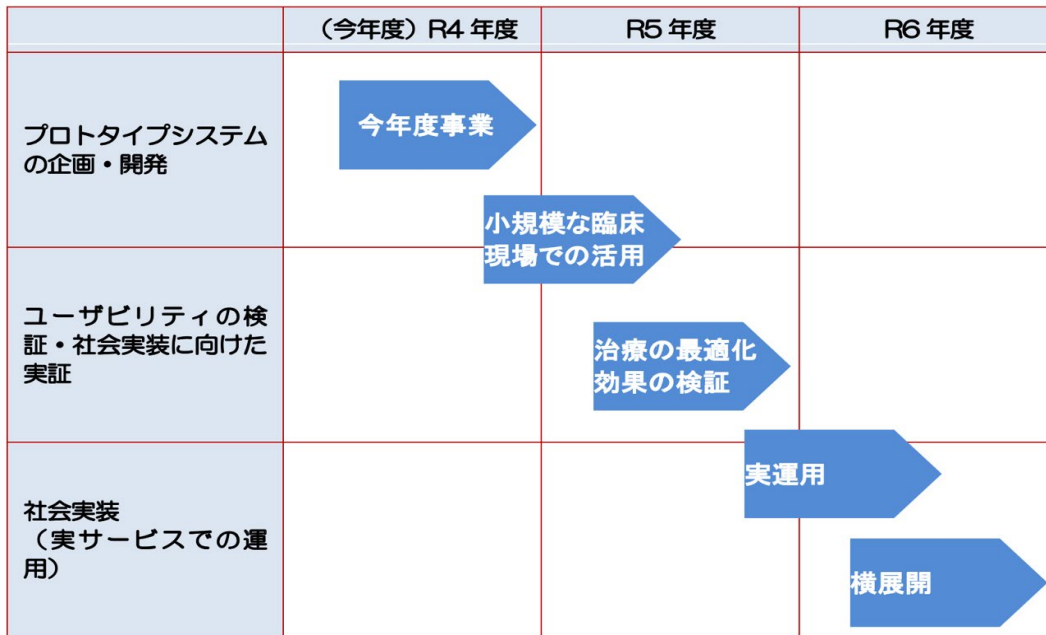 （今年度）R4 年度
R5 年度
R6 年度
プロトタイプシステム
の企画・開発
今年度事業
小規模な臨床
現場での活用
ユーザビリティの検
証・社会実装に向けた
実証
治療の最適化
効果の検証
社会実装
（実サービスでの運
用）
実運用
横展開